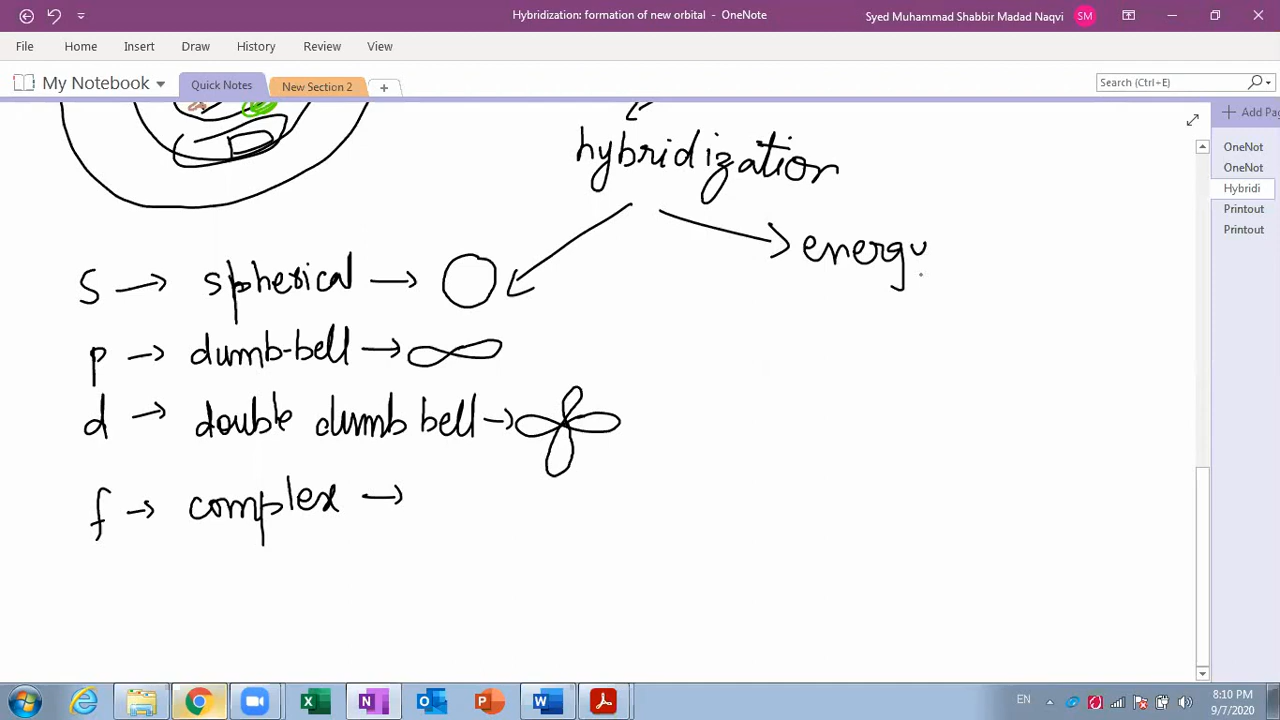 Hybridization: formation of new orbital - OneNote
Syed Muhammad Shabbir Madad Naqvi SM
File Home Insert Draw History Review View
My Notebook Quick Notes New Section 2 +
Search (Ctrl+E)
+ Add Pag
OneNot
OneNot
Hybridi
Printout
Printout
hybridization
→ energy
S → spherical →
p → dumb-bell →
d → double dumb bell →
f → complex →
EN
8:10 PM
9/7/2020